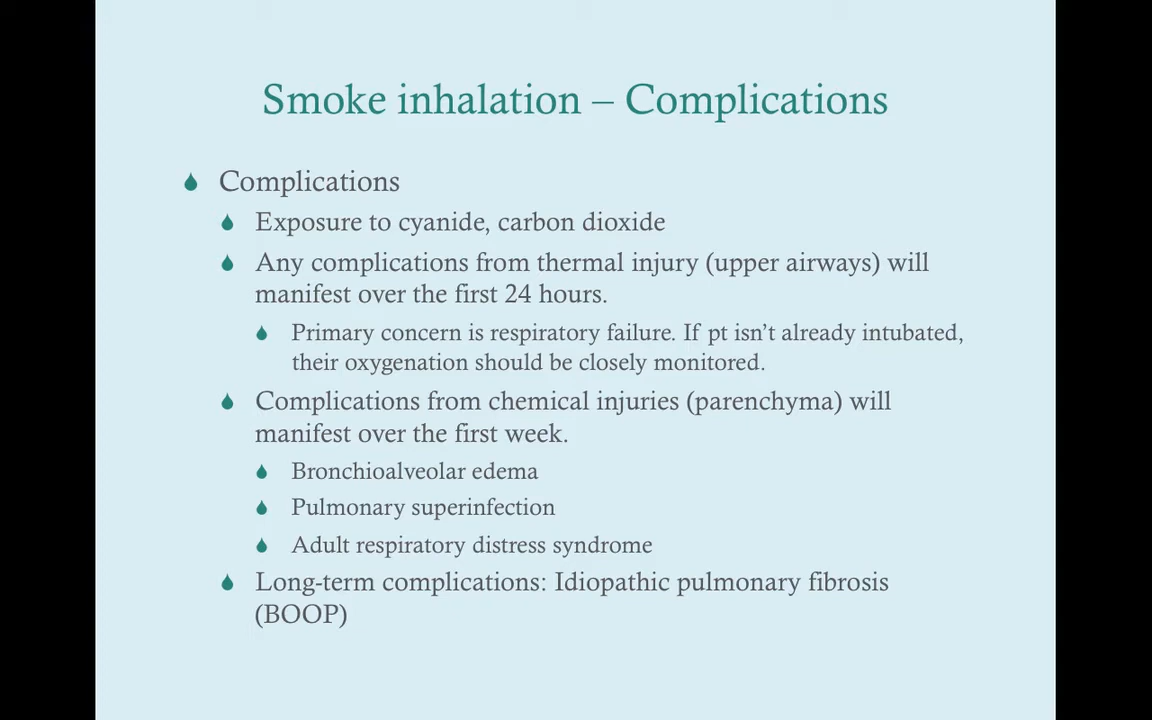 Smoke inhalation – Complications
Complications
Exposure to cyanide, carbon dioxide
Any complications from thermal injury (upper airways) will
manifest over the first 24 hours.
Primary concern is respiratory failure. If pt isn't already intubated,
their oxygenation should be closely monitored.
Complications from chemical injuries (parenchyma) will
manifest over the first week.
Bronchioalveolar edema
Pulmonary superinfection
Adult respiratory distress syndrome
Long-term complications: Idiopathic pulmonary fibrosis
(BOOP)